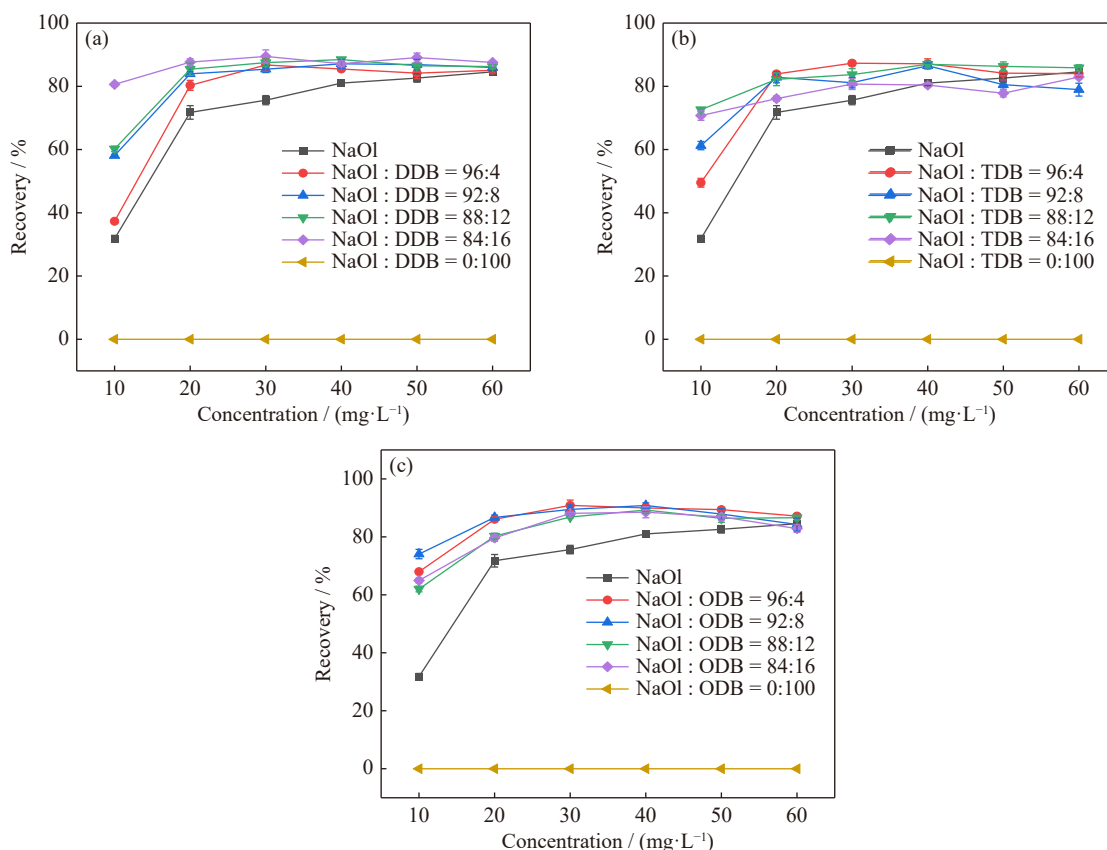 (a)
100
80
60
40
20
0
Recovery / %
NaOl
NaOl : DDB = 96:4
NaOl : DDB = 92:8
NaOl : DDB = 88:12
NaOl : DDB = 84:16
NaOl : DDB = 0:100
10 20 30 40 50 60
Concentration / (mg·L⁻¹)
(b)
100
80
60
40
20
0
Recovery / %
NaOl
NaOl : TDB = 96:4
NaOl : TDB = 92:8
NaOl : TDB = 88:12
NaOl : TDB = 84:16
NaOl : TDB = 0:100
10 20 30 40 50 60
Concentration / (mg·L⁻¹)
(c)
100
80
60
40
20
0
Recovery / %
NaOl
NaOl : ODB = 96:4
NaOl : ODB = 92:8
NaOl : ODB = 88:12
NaOl : ODB = 84:16
NaOl : ODB = 0:100
10 20 30 40 50 60
Concentration / (mg·L⁻¹)